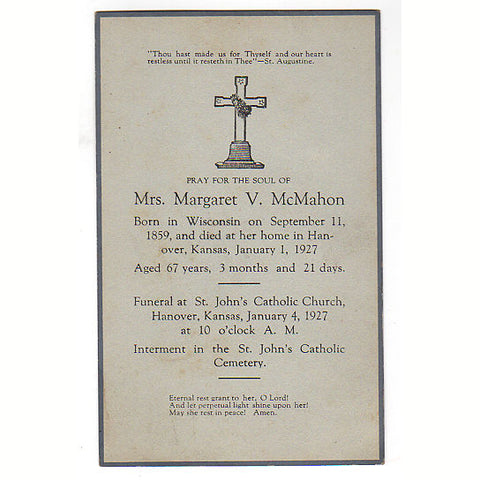 "Thou hast made us for Thyself and our heart is
restless until it resteth in Thee"—St. Augustine.
PRAY FOR THE SOUL OF
Mrs. Margaret V. McMahon
Born in Wisconsin on September 11,
1859, and died at her home in Han-
over, Kansas, January 1, 1927
Aged 67 years, 3 months and 21 days.
Funeral at St. John's Catholic Church,
Hanover, Kansas, January 4, 1927
at 10 o'clock A. M.
Interment in the St. John's Catholic
Cemetery.
Eternal rest grant to her, O Lord!
And let perpetual light shine upon her!
May she rest in peace! Amen.